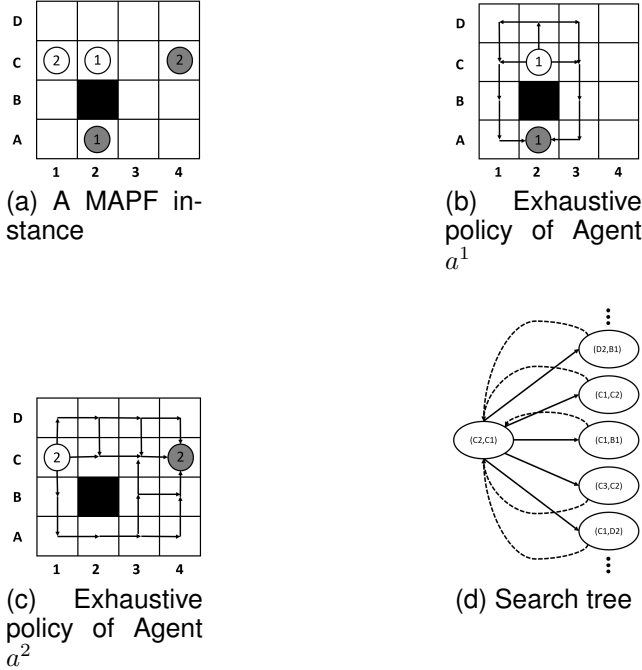 D
C 2 1 2
B
A 1
1 2 3 4
(a) A MAPF in-
stance
D
C 1
B
A 1
1 2 3 4
(b) Exhaustive
policy of Agent
a¹
D
C 2 2
B
A
1 2 3 4
(c) Exhaustive
policy of Agent
a²
(D2,B1)
(C1,C2)
(C2,C1)
(C1,B1)
(C3,C2)
(C1,D2)
(d) Search tree